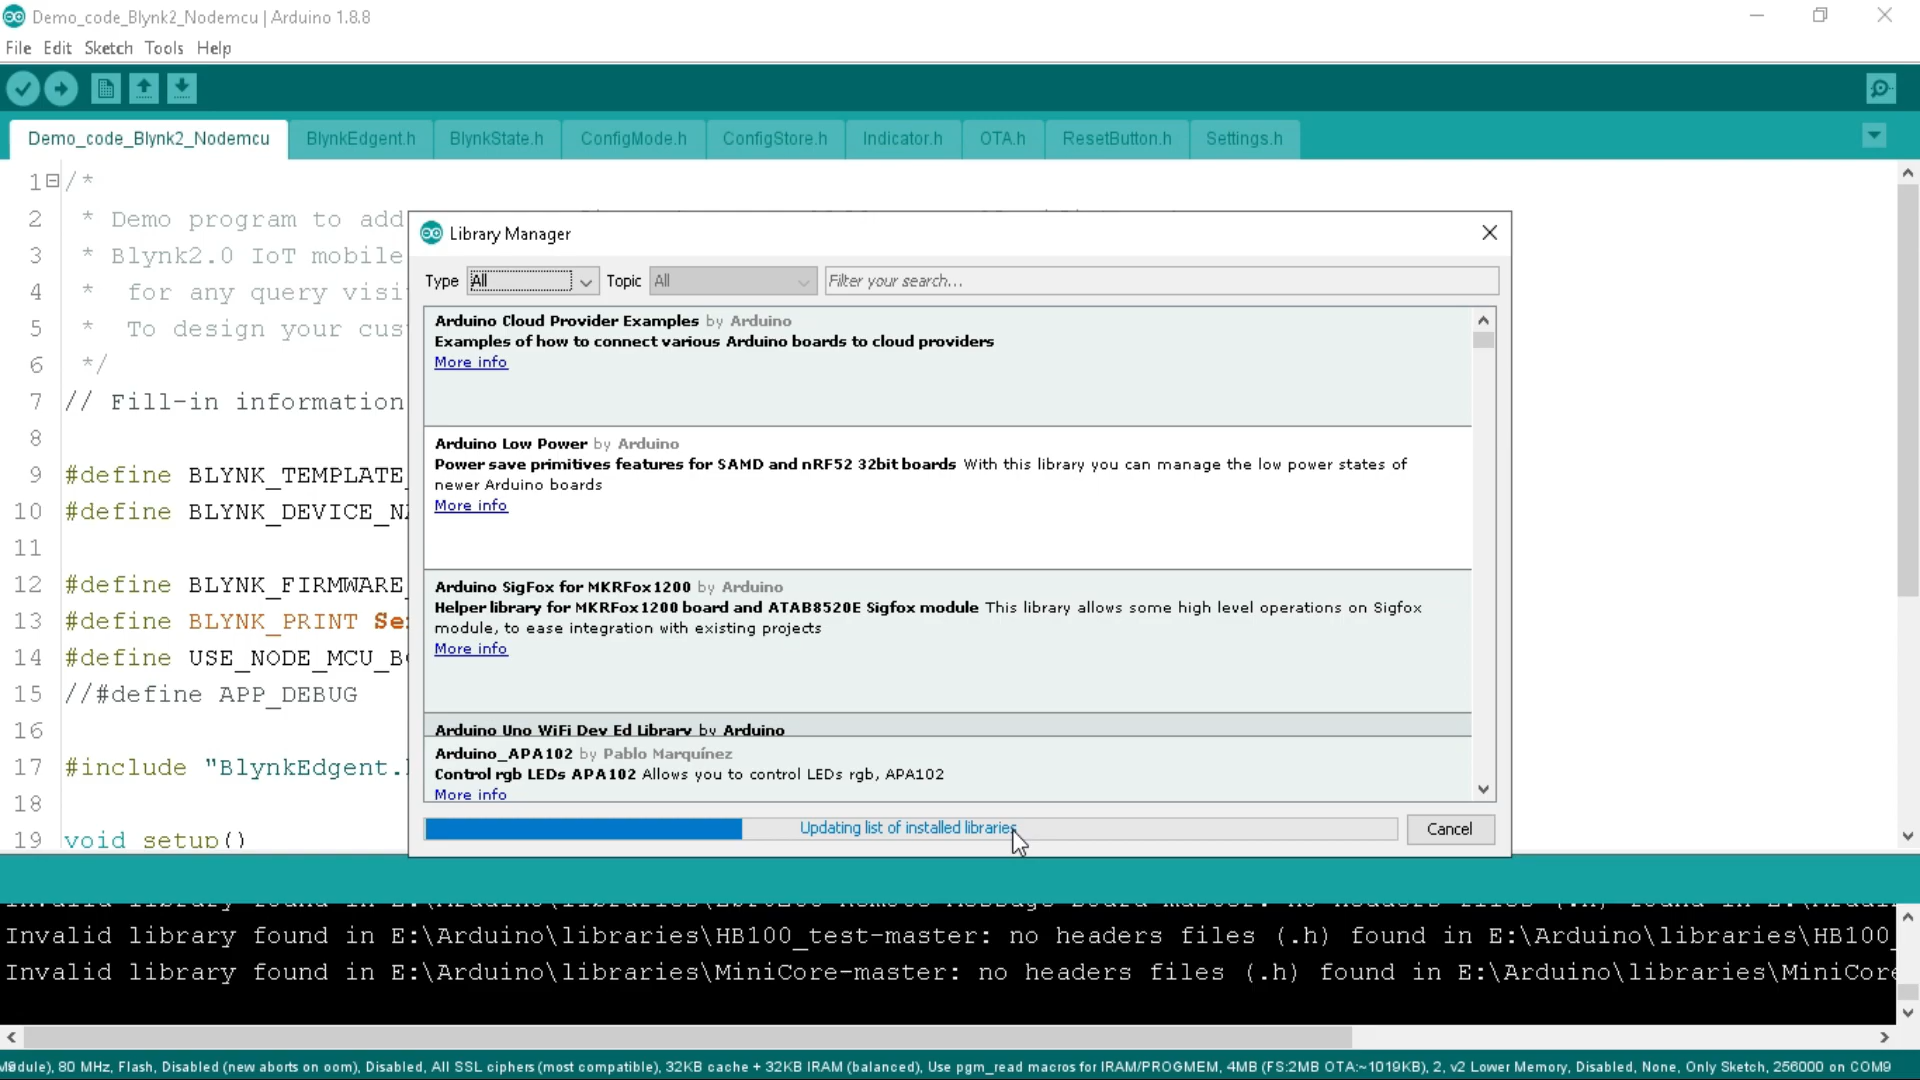 Demo_code_Blynk2_Nodemcu | Arduino 1.8.8
File Edit Sketch Tools Help
Demo_code_Blynk2_Nodemcu BlynkEdgent.h BlynkState.h ConfigMode.h ConfigStore.h Indicator.h OTA.h ResetButton.h Settings.h
1 /*
2 * Demo program to add
3 * Blynk2.0 IoT mobile
4 * for any query visi
5 * To design your cus
6 */
7 // Fill-in information
8
9 #define BLYNK_TEMPLATE_
10 #define BLYNK_DEVICE_NA
11
12 #define BLYNK_FIRMWARE_
13 #define BLYNK_PRINT Se
14 #define USE_NODE_MCU_BO
15 //#define APP_DEBUG
16
17 #include "BlynkEdgent.
18
19 void setup()
Library Manager
Type All Topic All Filter your search...
Arduino Cloud Provider Examples by Arduino
Examples of how to connect various Arduino boards to cloud providers
More info
Arduino Low Power by Arduino
Power save primitives features for SAMD and nRF52 32bit boards With this library you can manage the low power states of
newer Arduino boards
More info
Arduino SigFox for MKRFox1200 by Arduino
Helper library for MKRFox1200 board and ATAB8520E Sigfox module This library allows some high level operations on Sigfox
module, to ease integration with existing projects
More info
Arduino Uno WiFi Dev Ed Library by Arduino
Arduino_APA102 by Pablo Marquínez
Control rgb LEDs APA102 Allows you to control LEDs rgb, APA102
More info
Updating list of installed libraries
Cancel
Invalid library found in E:\Arduino\libraries\HB100_test-master: no headers files (.h) found in E:\Arduino\libraries\HB100_
Invalid library found in E:\Arduino\libraries\MiniCore-master: no headers files (.h) found in E:\Arduino\libraries\MiniCore
Module), 80 MHz, Flash, Disabled (new aborts on oom), Disabled, All SSL ciphers (most compatible), 32KB cache + 32KB IRAM (balanced), Use pgm_read macros for IRAM/PROGMEM, 4MB (FS:2MB OTA:~1019KB), 2, v2 Lower Memory, Disabled, None, Only Sketch, 256000 on COM9